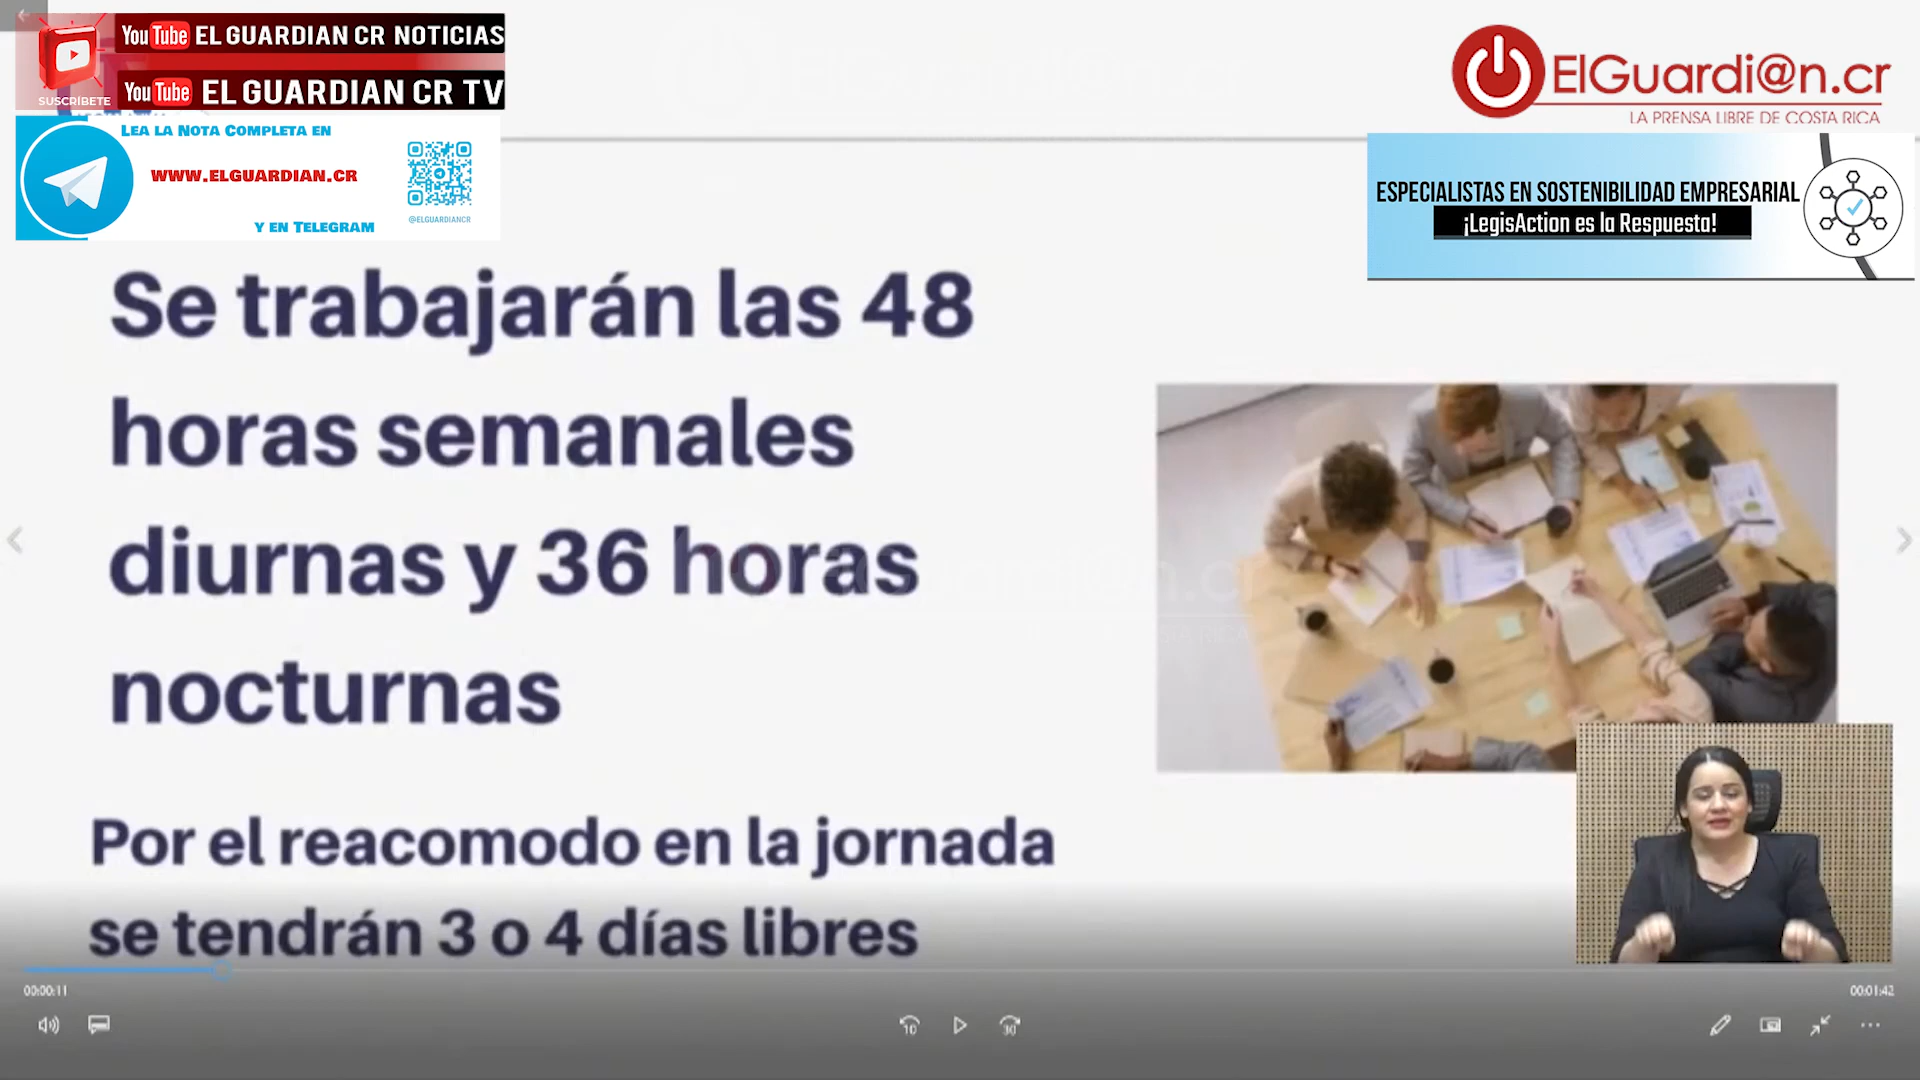 YouTube EL GUARDIAN CR NOTICIAS
YouTube EL GUARDIAN CR TV
SUSCRÍBETE
Lea la Nota Completa en
www.elguardian.cr
y en Telegram
@ELGUARDIANCR
ElGuardi@n.cr
LA PRENSA LIBRE DE COSTA RICA
ESPECIALISTAS EN SOSTENIBILIDAD EMPRESARIAL
¡LegisAction es la Respuesta!
Se trabajarán las 48
horas semanales
diurnas y 36 horas
nocturnas
Por el reacomodo en la jornada
se tendrán 3 o 4 días libres
00:00:11
00:01:42
10
30